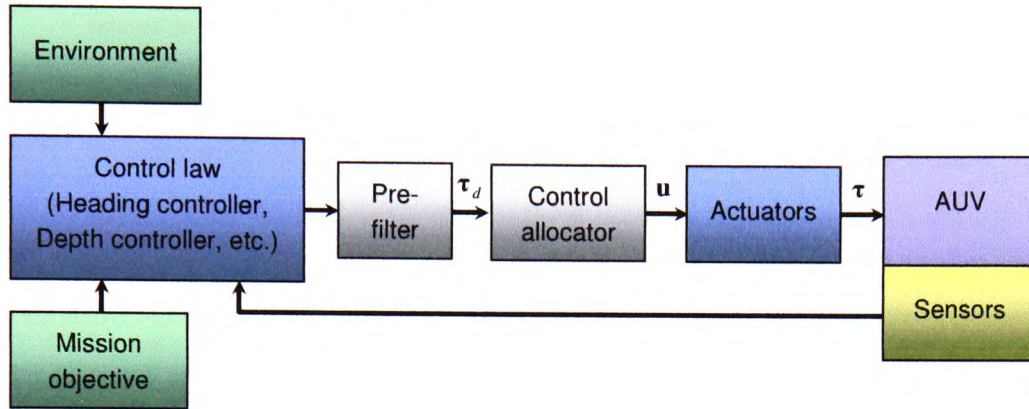 Environment
Control law
(Heading controller,
Depth controller, etc.)
Pre-
filter
τd
Control
allocator
u
Actuators
τ
AUV
Sensors
Mission
objective